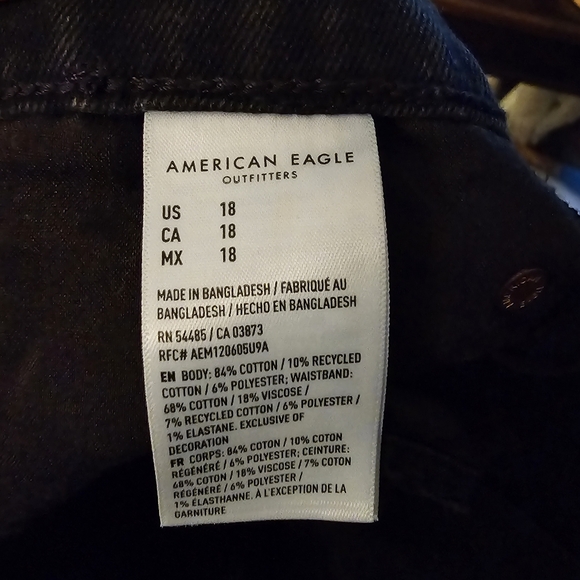 AMERICAN EAGLE
OUTFITTERS
US 18
CA 18
MX 18
MADE IN BANGLADESH / FABRIQUÉ AU
BANGLADESH / HECHO EN BANGLADESH
RN 54485 / CA 03873
RFC# AEM120605U9A
EN BODY: 84% COTTON / 10% RECYCLED
COTTON / 6% POLYESTER; WAISTBAND:
68% COTTON / 18% VISCOSE /
7% RECYCLED COTTON / 6% POLYESTER /
1% ELASTANE. EXCLUSIVE OF
DECORATION
FR CORPS: 84% COTON / 10% COTON
RÉGÉNÉRÉ / 6% POLYESTER; CEINTURE:
68% COTON / 18% VISCOSE / 7% COTON
RÉGÉNÉRÉ / 6% POLYESTER /
1% ÉLASTHANNE. À L'EXCEPTION DE LA
GARNITURE